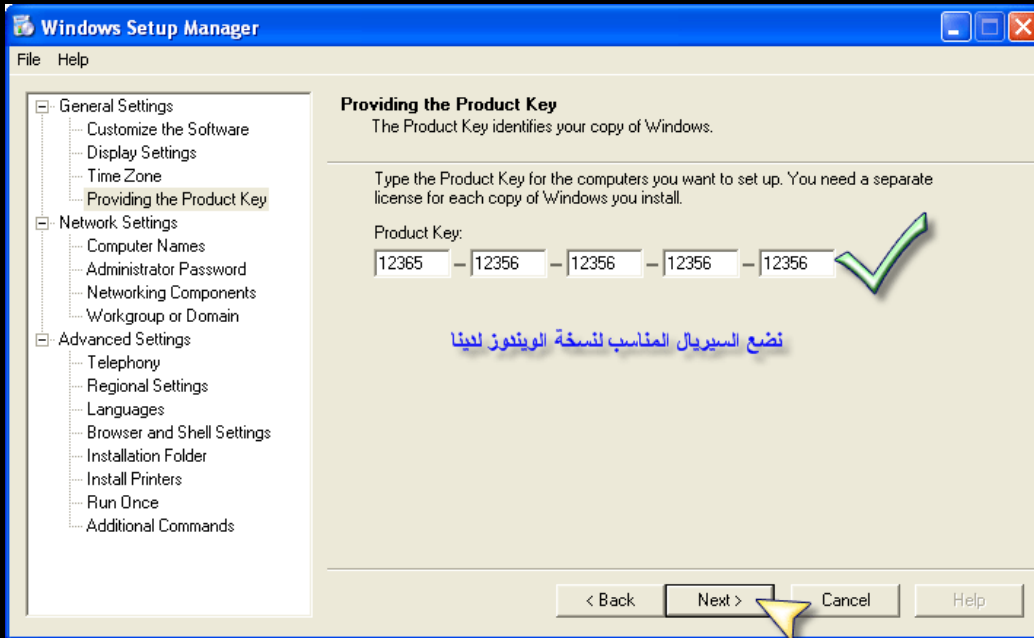 Windows Setup Manager
File Help
General Settings
Customize the Software
Display Settings
Time Zone
Providing the Product Key
Network Settings
Computer Names
Administrator Password
Networking Components
Workgroup or Domain
Advanced Settings
Telephony
Regional Settings
Languages
Browser and Shell Settings
Installation Folder
Install Printers
Run Once
Additional Commands
Providing the Product Key
The Product Key identifies your copy of Windows.
Type the Product Key for the computers you want to set up. You need a separate
license for each copy of Windows you install.
Product Key:
12365 – 12356 – 12356 – 12356 – 12356
نضع السيريال المناسب لنسخة الويندوز لدينا
< Back Next > Cancel Help